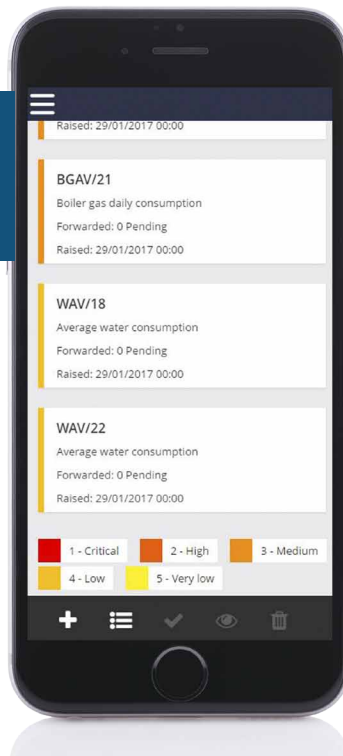 Raised: 29/01/2017 00:00
BGAV/21
Boiler gas daily consumption
Forwarded: 0 Pending
Raised: 29/01/2017 00:00
WAV/18
Average water consumption
Forwarded: 0 Pending
Raised: 29/01/2017 00:00
WAV/22
Average water consumption
Forwarded: 0 Pending
Raised: 29/01/2017 00:00
1 - Critical 2 - High 3 - Medium
4 - Low 5 - Very low